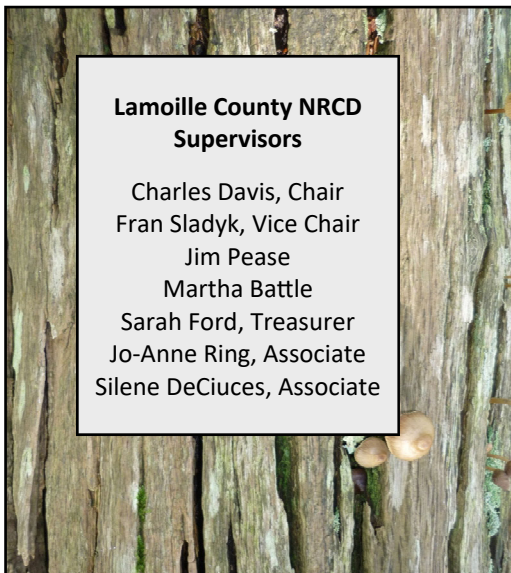 Lamoille County NRCD
Supervisors
Charles Davis, Chair
Fran Sladyk, Vice Chair
Jim Pease
Martha Battle
Sarah Ford, Treasurer
Jo-Anne Ring, Associate
Silene DeCiuces, Associate